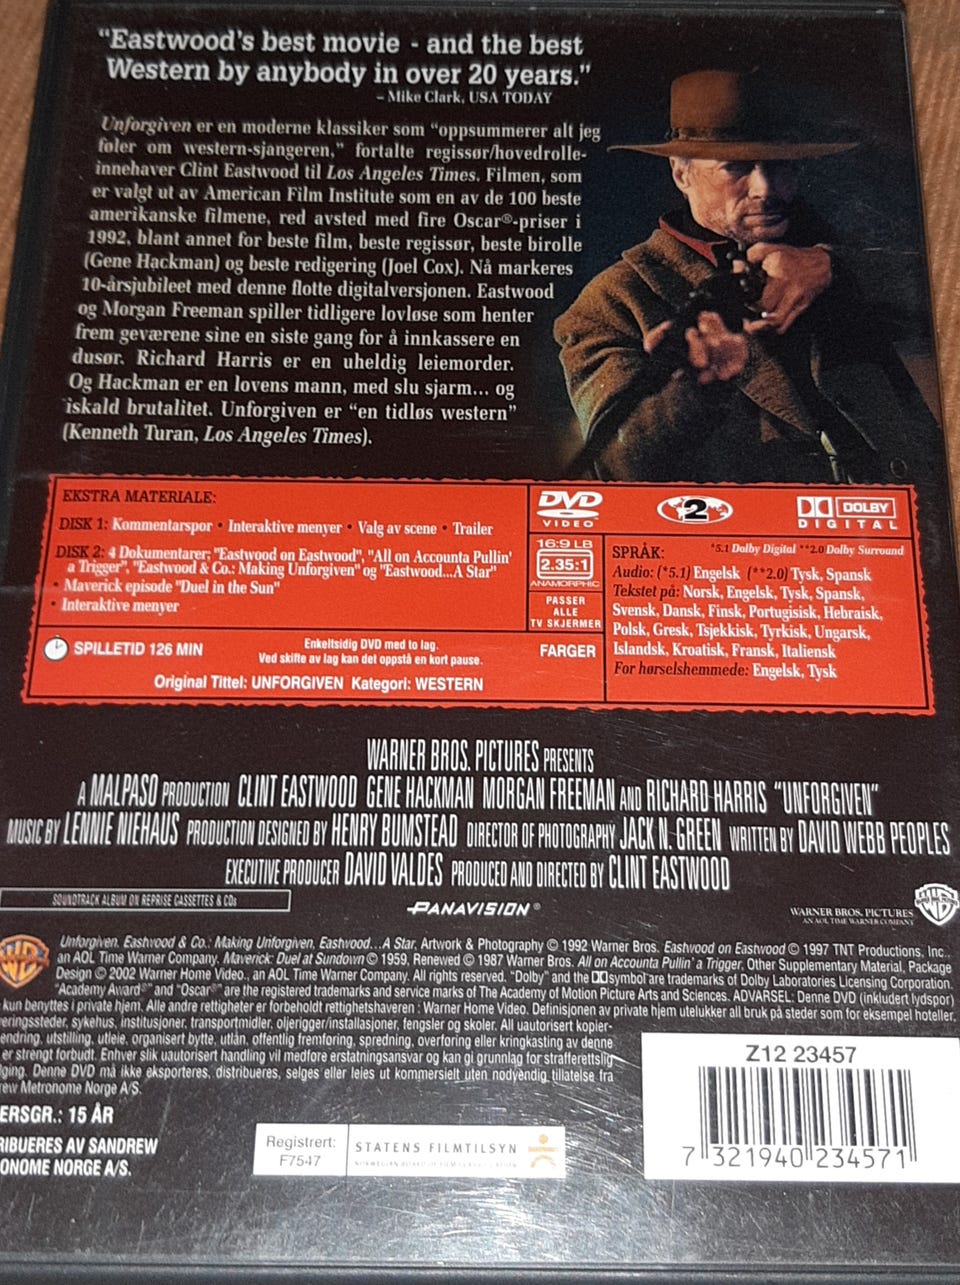 “Eastwood’s best movie - and the best
Western by anybody in over 20 years.”
– Mike Clark, USA TODAY
Unforgiven er en moderne klassiker som “oppsummerer alt jeg
føler om western-sjangeren,” fortalte regissør/hovedrolle-
innehaver Clint Eastwood til Los Angeles Times. Filmen, som
er valgt ut av American Film Institute som en av de 100 beste
amerikanske filmene, red avsted med fire Oscar®-priser i
1992, blant annet for beste film, beste regissør, beste birolle
(Gene Hackman) og beste redigering (Joel Cox). Nå markeres
10-årsjubileet med denne flotte digitalversjonen. Eastwood
og Morgan Freeman spiller tidligere lovløse som henter
frem geværene sine en siste gang for å innkassere en
dusør. Richard Harris er en uheldig leiemorder.
Og Hackman er en lovens mann, med slu sjarm... og
iskald brutalitet. Unforgiven er “en tidløs western”
(Kenneth Turan, Los Angeles Times).
EKSTRA MATERIALE:
DISK 1: Kommentarspor • Interaktive menyer • Valg av scene • Trailer
DISK 2: 4 Dokumentarer; "Eastwood on Eastwood", "All on Accounta Pullin'
a Trigger", "Eastwood & Co.: Making Unforgiven" og "Eastwood...A Star"
• Maverick episode "Duel in the Sun"
• Interaktive menyer
SPILLETID 126 MIN
Enkeltsidig DVD med to lag.
Ved skifte av lag kan det oppstå en kort pause.
Original Tittel: UNFORGIVEN Kategori: WESTERN
DVD
VIDEO
2
DOLBY
DIGITAL
16:9 LB
2.35:1
ANAMORPHIC
PASSER
ALLE
TV SKJERMER
FARGER
SPRÅK: *5.1 Dolby Digital **2.0 Dolby Surround
Audio: (*5.1) Engelsk (**2.0) Tysk, Spansk
Tekstet på: Norsk, Engelsk, Tysk, Spansk,
Svensk, Dansk, Finsk, Portugisisk, Hebraisk,
Polsk, Gresk, Tsjekkisk, Tyrkisk, Ungarsk,
Islandsk, Kroatisk, Fransk, Italiensk
For hørselshemmede: Engelsk, Tysk
WARNER BROS. PICTURES PRESENTS
A MALPASO PRODUCTION CLINT EASTWOOD GENE HACKMAN MORGAN FREEMAN AND RICHARD HARRIS “UNFORGIVEN”
MUSIC BY LENNIE NIEHAUS PRODUCTION DESIGNED BY HENRY BUMSTEAD DIRECTOR OF PHOTOGRAPHY JACK N. GREEN WRITTEN BY DAVID WEBB PEOPLES
EXECUTIVE PRODUCER DAVID VALDES PRODUCED AND DIRECTED BY CLINT EASTWOOD
SOUNDTRACK ALBUM ON REPRISE CASSETTES & CDs
PANAVISION®
WARNER BROS. PICTURES
AN AOL TIME WARNER COMPANY
Unforgiven, Eastwood & Co.: Making Unforgiven, Eastwood...A Star, Artwork & Photography © 1992 Warner Bros. Eastwood on Eastwood © 1997 TNT Productions, Inc.,
an AOL Time Warner Company. Maverick: Duel at Sundown © 1959, Renewed © 1987 Warner Bros. All on Accounta Pullin' a Trigger, Other Supplementary Material, Package
Design © 2002 Warner Home Video., an AOL Time Warner Company. All rights reserved. “Dolby” and the symbol are trademarks of Dolby Laboratories Licensing Corporation.
“Academy Award®” and “Oscar®” are the registered trademarks and service marks of The Academy of Motion Picture Arts and Sciences. ADVARSEL: Denne DVD (inkludert lydspor)
kun benyttes i private hjem. Alle andre rettigheter er forbeholdt rettighetshaveren : Warner Home Video. Definisjonen av private hjem utelukker all bruk på steder som for eksempel hoteller,
eringssteder, sykehus, institusjoner, transportmidler, oljerigger/installasjoner, fengsler og skoler. All uautorisert kopier-
endring, utstilling, utleie, organisert bytte, utlån, offentlig fremføring, spredning, overføring eller kringkasting av denne
er strengt forbudt. Enhver slik uautorisert handling vil medføre erstatningsansvar og kan gi grunnlag for strafferettslig
lging. Denne DVD må ikke eksporteres, distribueres, selges eller leies ut kommersielt uten nødvendig tillatelse fra
rew Metronome Norge A/S.
ERSGR.: 15 ÅR
RIBUERES AV SANDREW
ONOME NORGE A/S.
Registrert:
F7547
STATENS FILMTILSYN
NORWEGIAN BOARD OF FILM CLASSIFICATION
Z12 23457
7 321940 234571